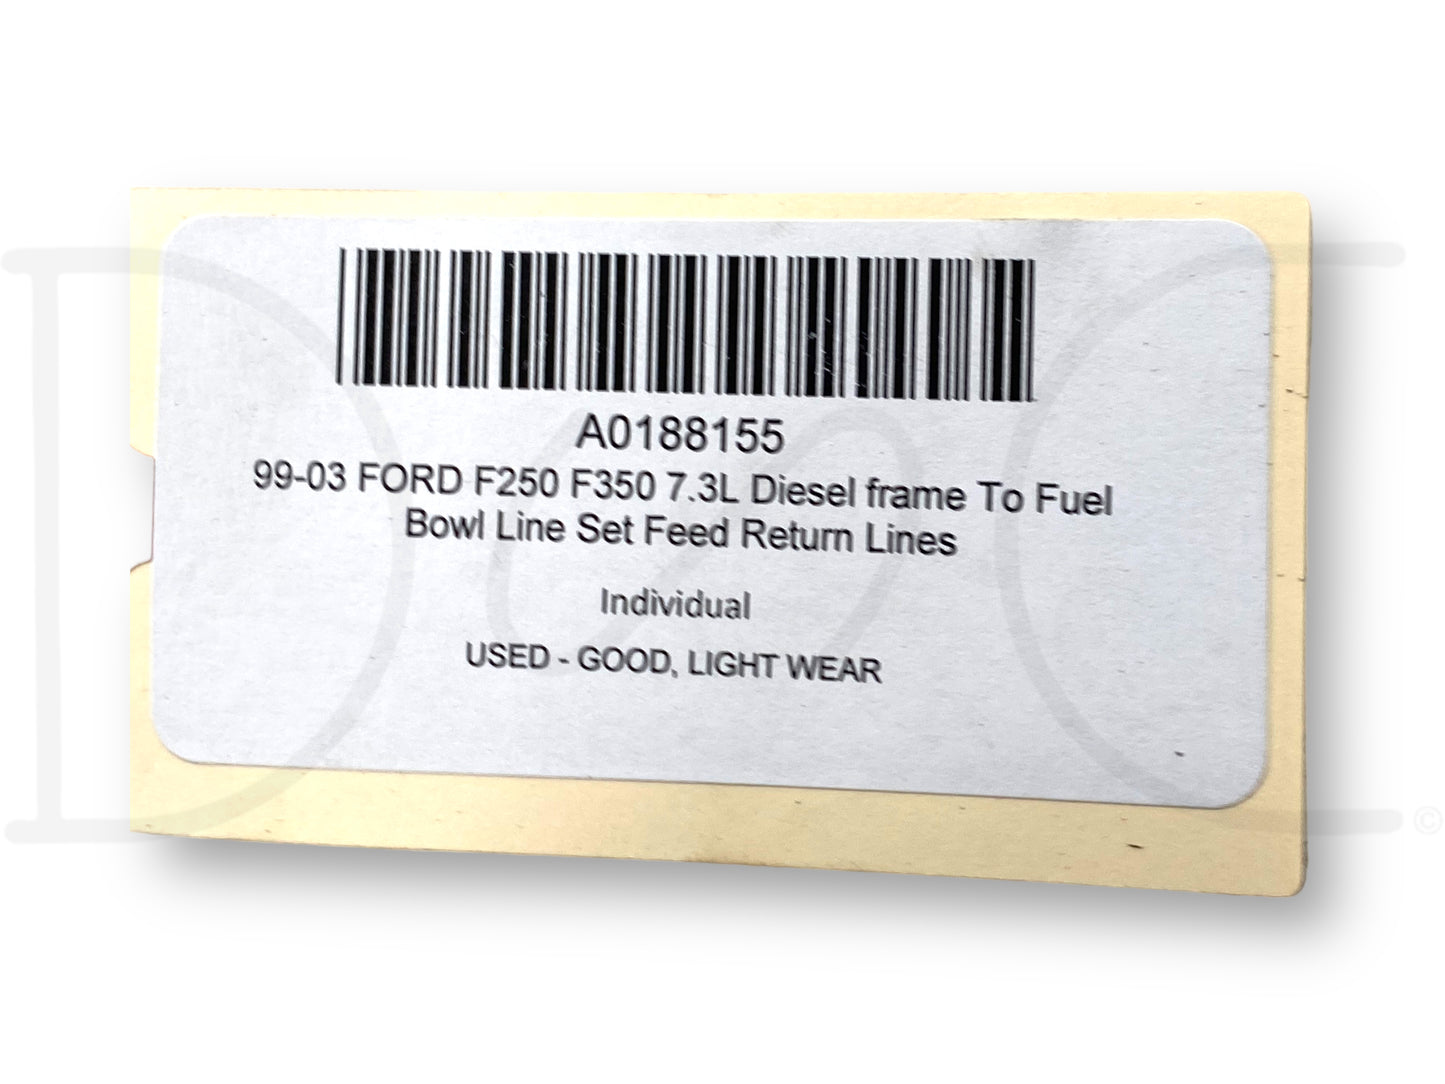 A0188155
99-03 FORD F250 F350 7.3L Diesel frame To Fuel
Bowl Line Set Feed Return Lines
Individual
USED - GOOD, LIGHT WEAR
©